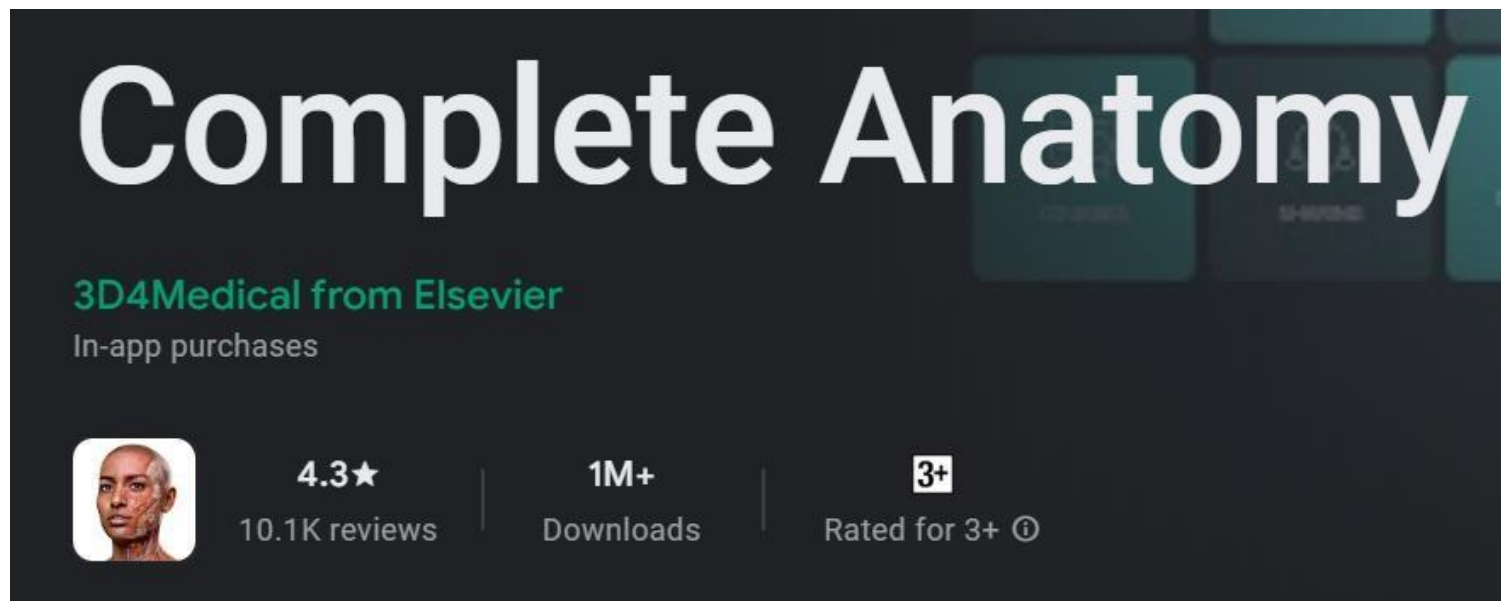 Complete Anatomy
3D4Medical from Elsevier
In-app purchases
4.3★
10.1K reviews
1M+
Downloads
3+
Rated for 3+